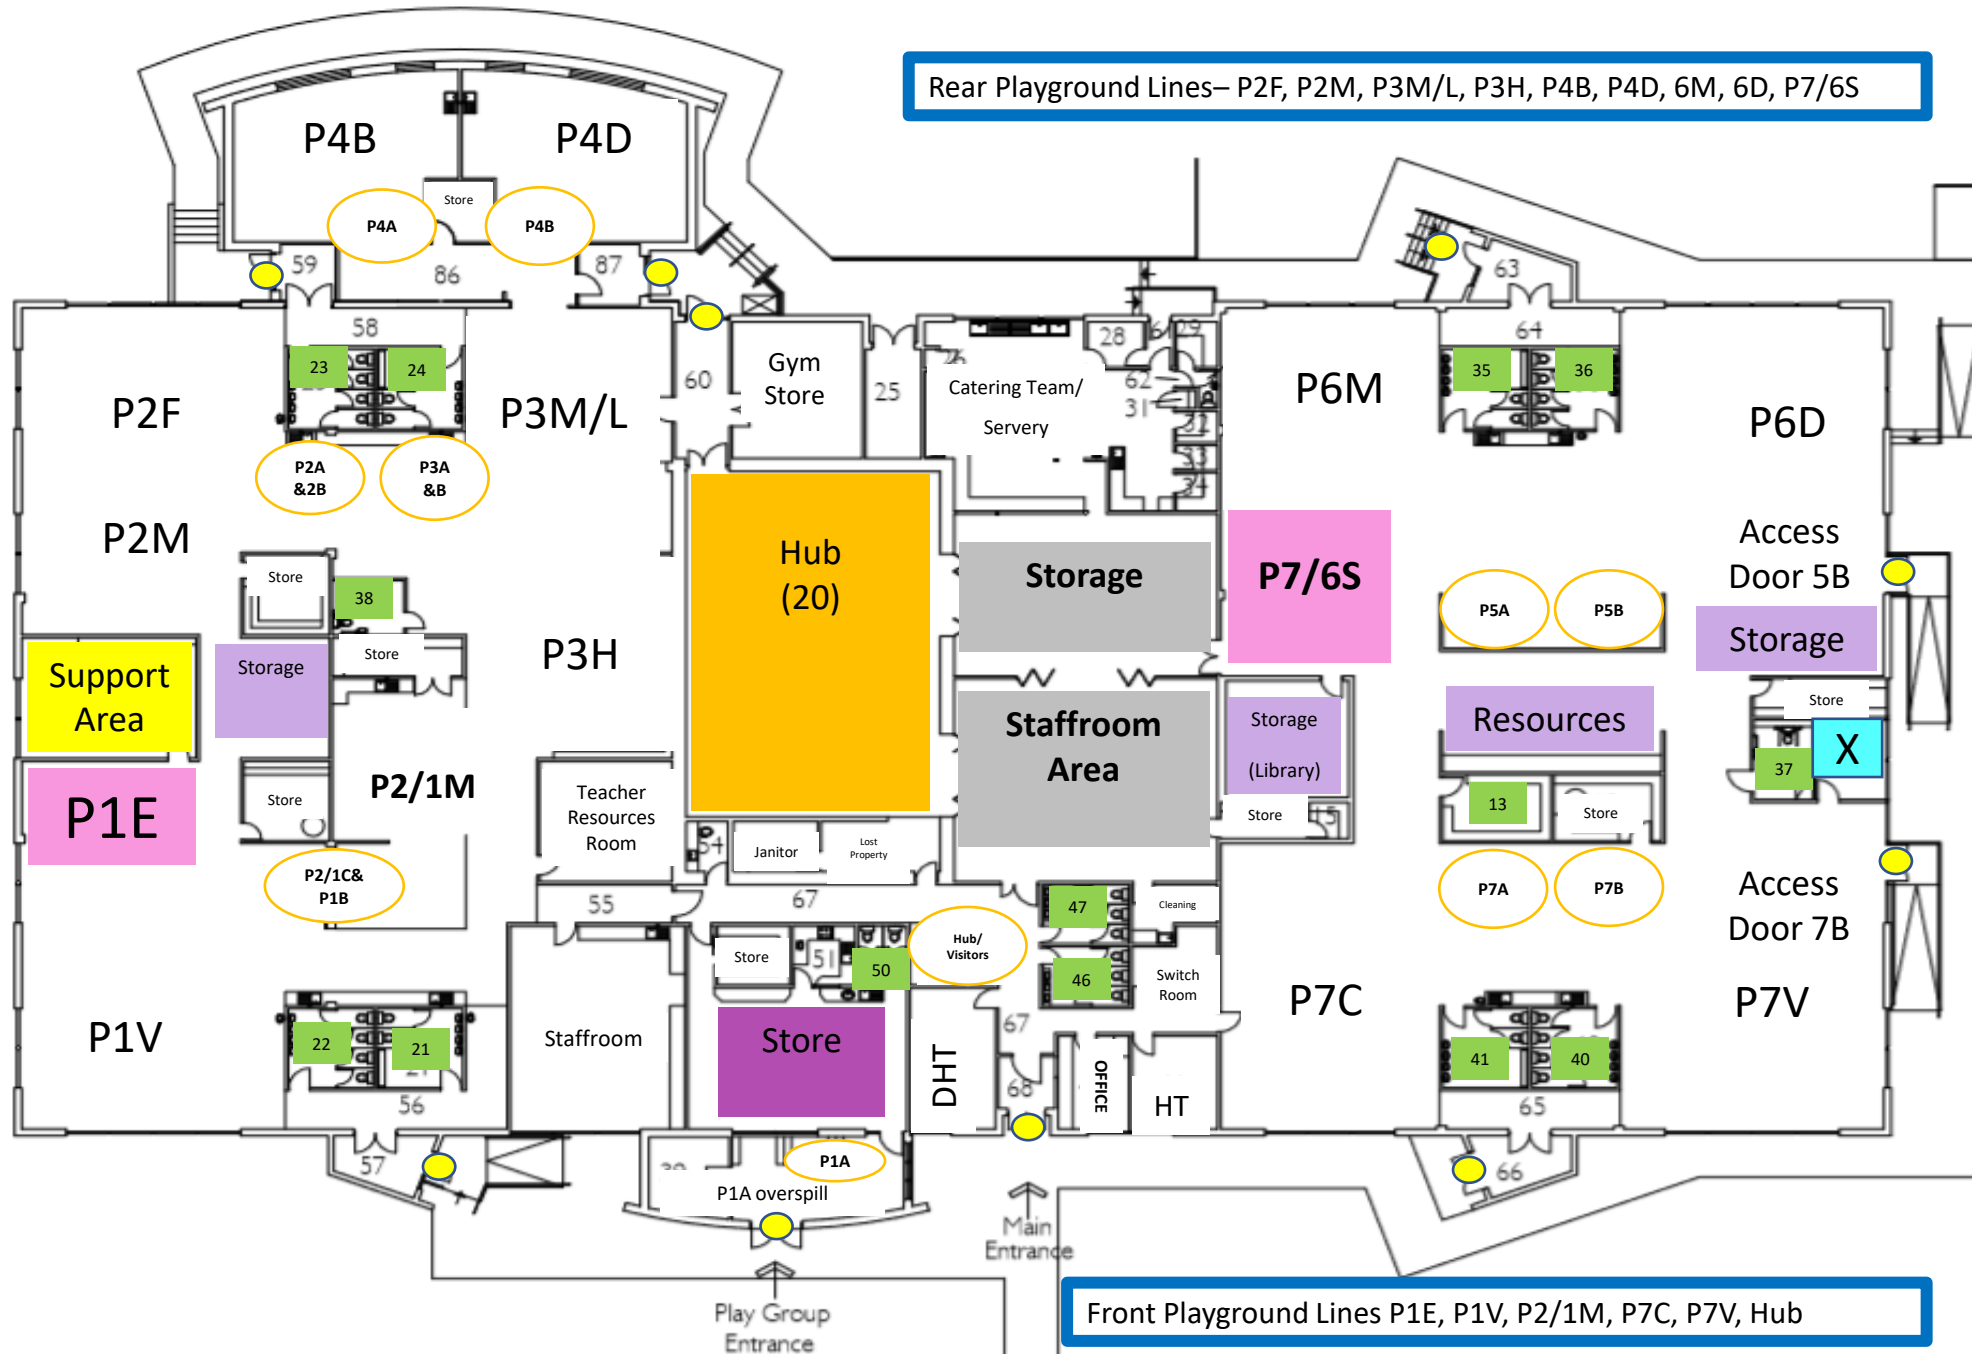 Rear Playground Lines– P2F, P2M, P3M/L, P3H, P4B, P4D, 6M, 6D, P7/6S
P4B
P4D
Store
P4A
P4B
59
86
87
63
58
64
23
24
60
Gym
Store
25
28
29
62
31
32
33
34
Catering Team/
Servery
P6M
35
36
P6D
P2F
P3M/L
P2A
&2B
P3A
&B
P2M
Hub
(20)
Storage
P7/6S
Access
Door 5B
Store
38
P5A
P5B
Storage
Support
Area
Storage
Store
P3H
Staffroom
Area
Storage
(Library)
Resources
Store
X
37
P1E
Store
P2/1M
Teacher
Resources
Room
54
Janitor
Lost
Property
Store
15
13
Store
P2/1C&
P1B
55
67
47
Cleaning
P7A
P7B
Access
Door 7B
Hub/
Visitors
Store
51
50
46
Switch
Room
P7C
P7V
P1V
22
21
Staffroom
Store
DHT
67
68
OFFICE
HT
41
40
56
65
57
P1A
P1A overspill
66
Main
Entrance
Play Group
Entrance
Front Playground Lines P1E, P1V, P2/1M, P7C, P7V, Hub